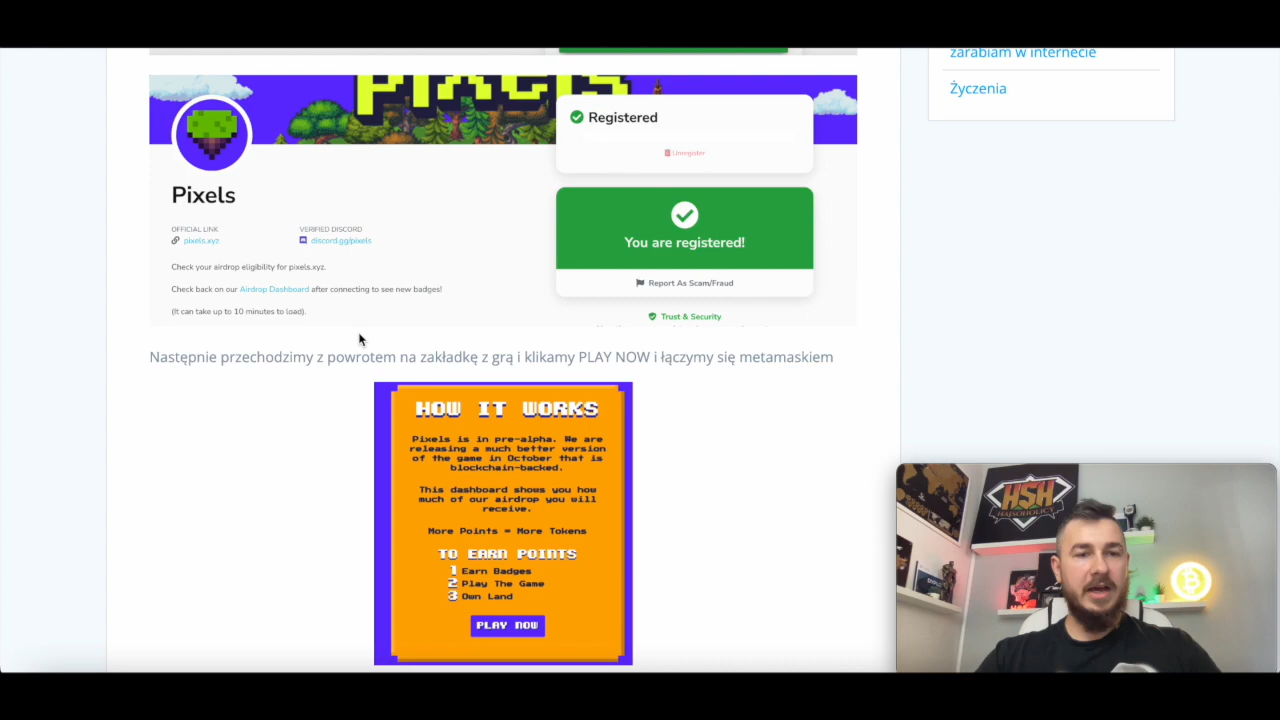 zarabiam w internecie
Życzenia
pixels
Registered
Unregister
Pixels
You are registered!
OFFICIAL LINK
VERIFIED DISCORD
pixels.xyz
discord.gg/pixels
Check your airdrop eligibility for pixels.xyz.
Report As Scam/Fraud
Check back on our Airdrop Dashboard after connecting to see new badges!
(It can take up to 10 minutes to load).
Trust & Security
Następnie przechodzimy z powrotem na zakładkę z grą i klikamy PLAY NOW i łączymy się metamaskiem
HOW IT WORKS
Pixels is in pre-alpha. We are
releasing a much better version
of the game in October that is
blockchain-backed.
This dashboard shows you how
much of our airdrop you will
receive.
More Points = More Tokens
TO EARN POINTS
1 Earn Badges
2 Play The Game
3 Own Land
PLAY NOW
HSH
HAJSOHOLICY